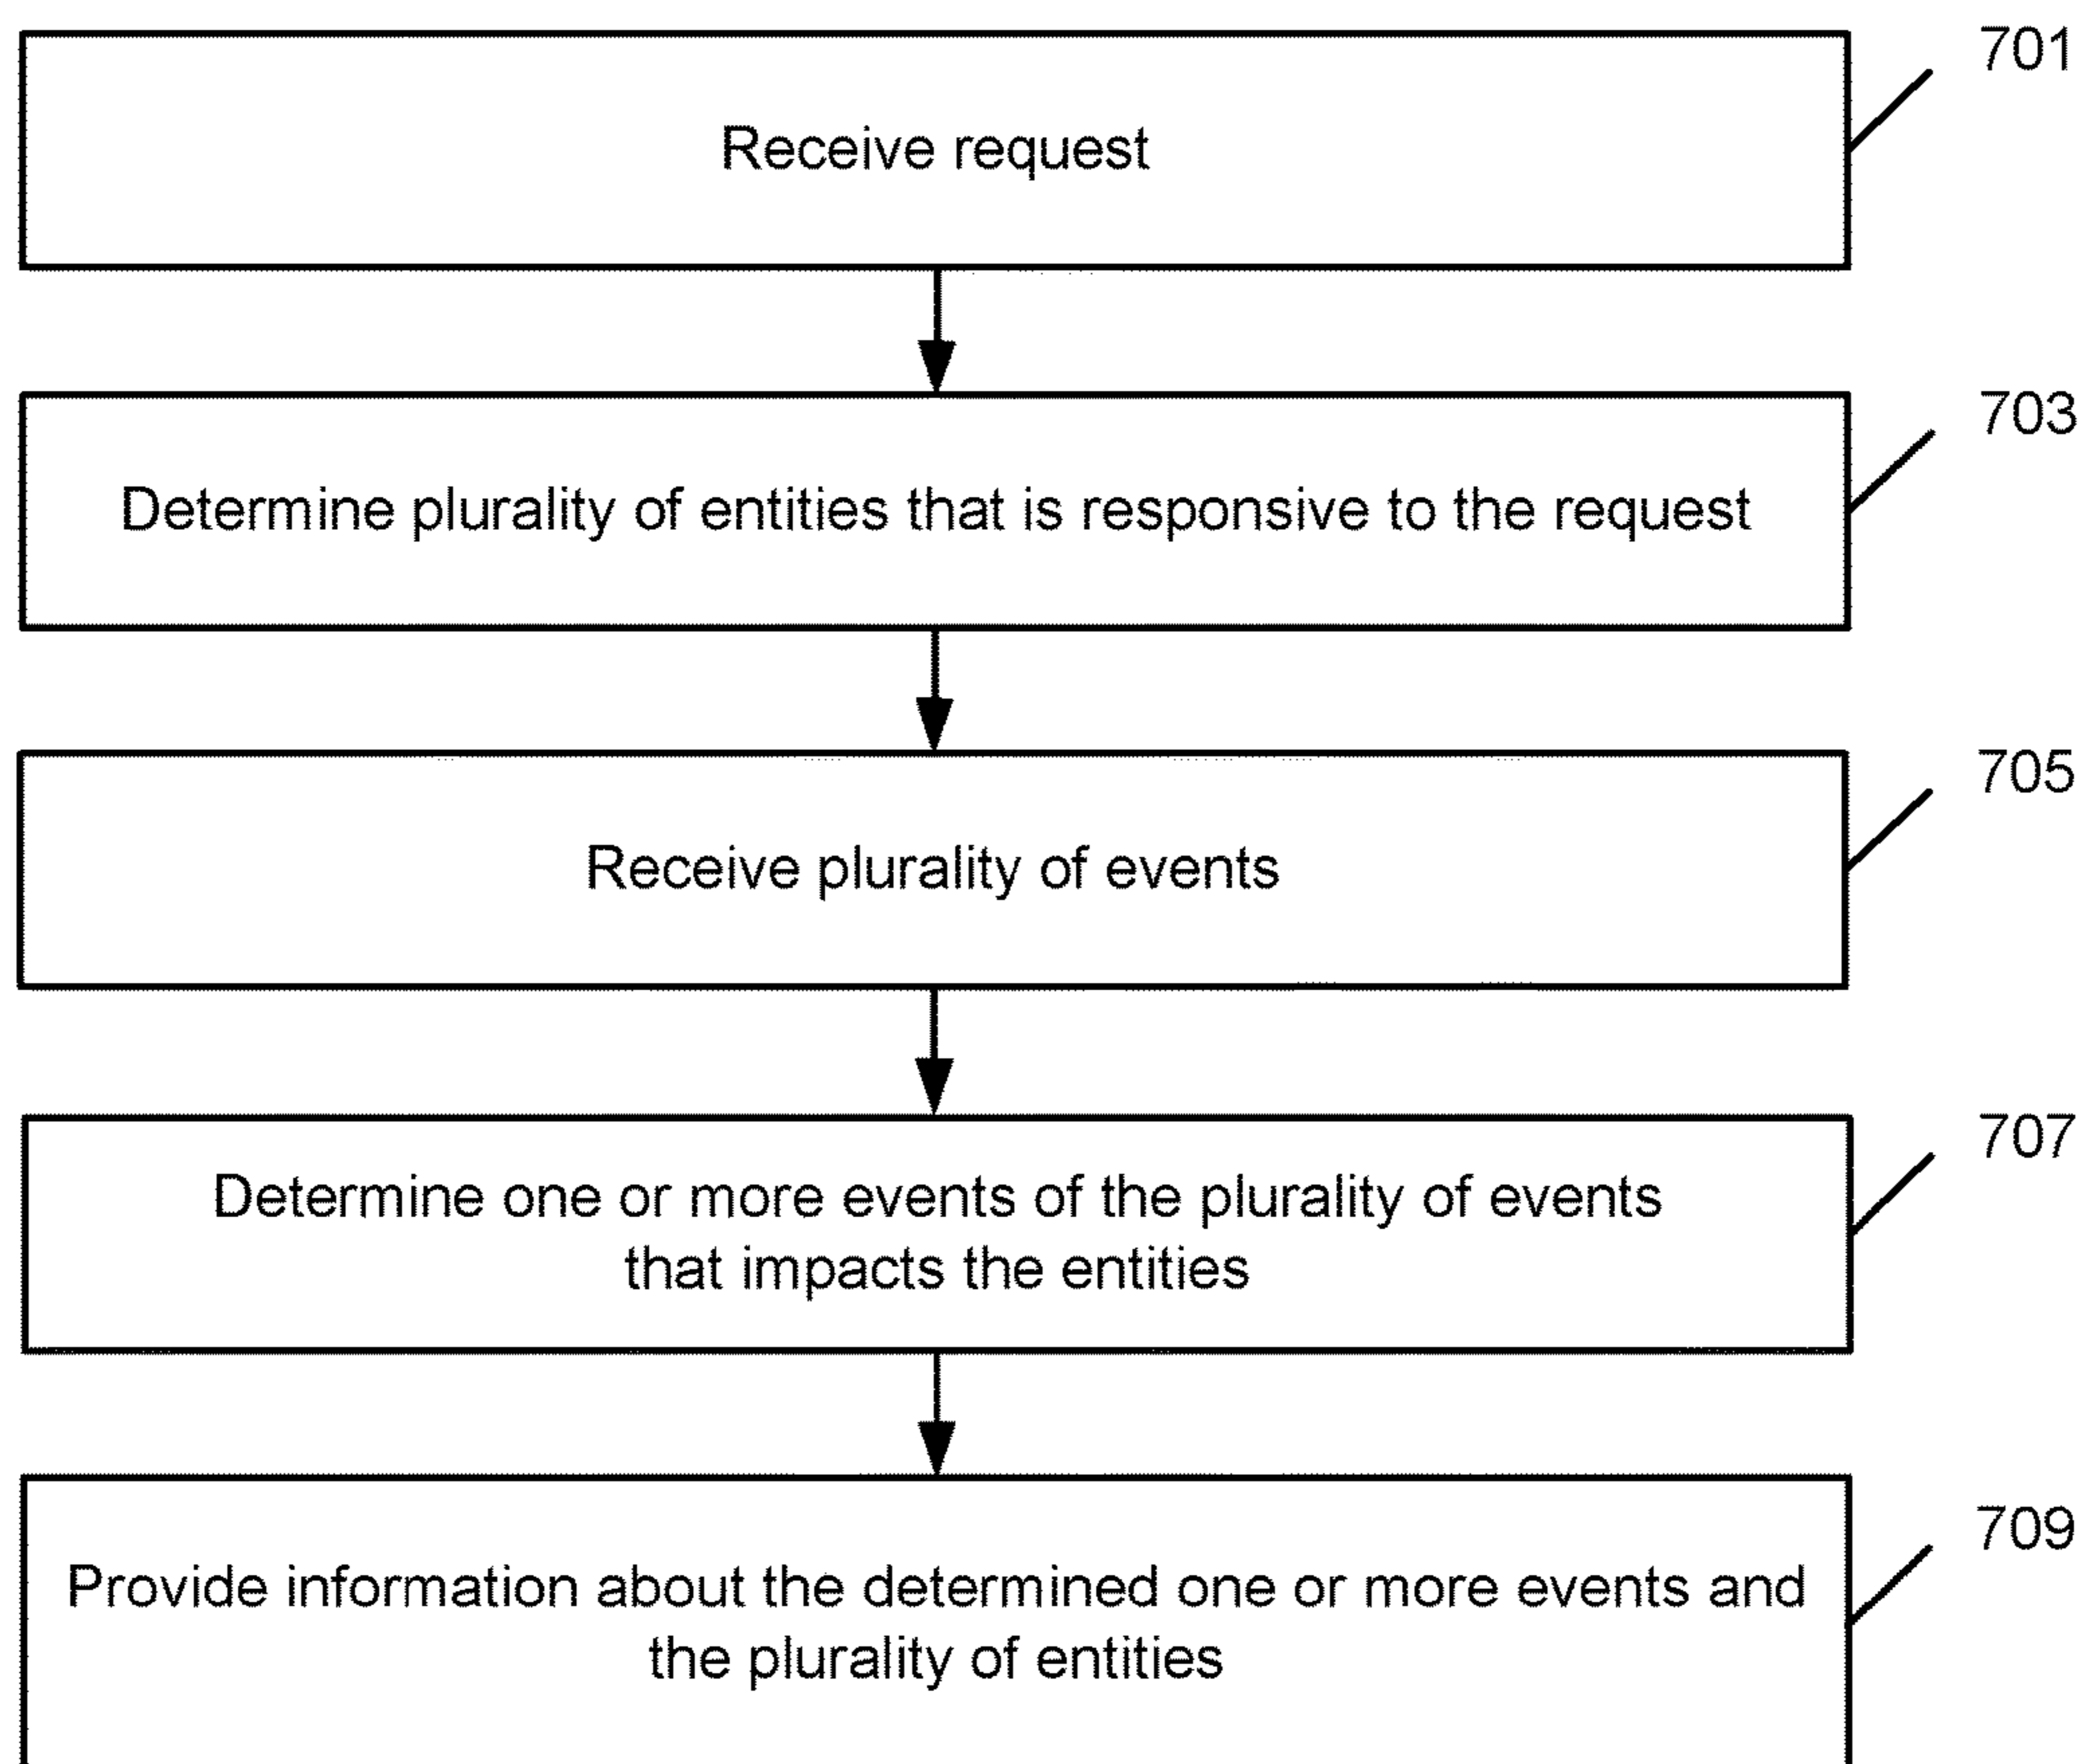 701
Receive request
703
Determine plurality of entities that is responsive to the request
705
Receive plurality of events
707
Determine one or more events of the plurality of events
that impacts the entities
709
Provide information about the determined one or more events and
the plurality of entities